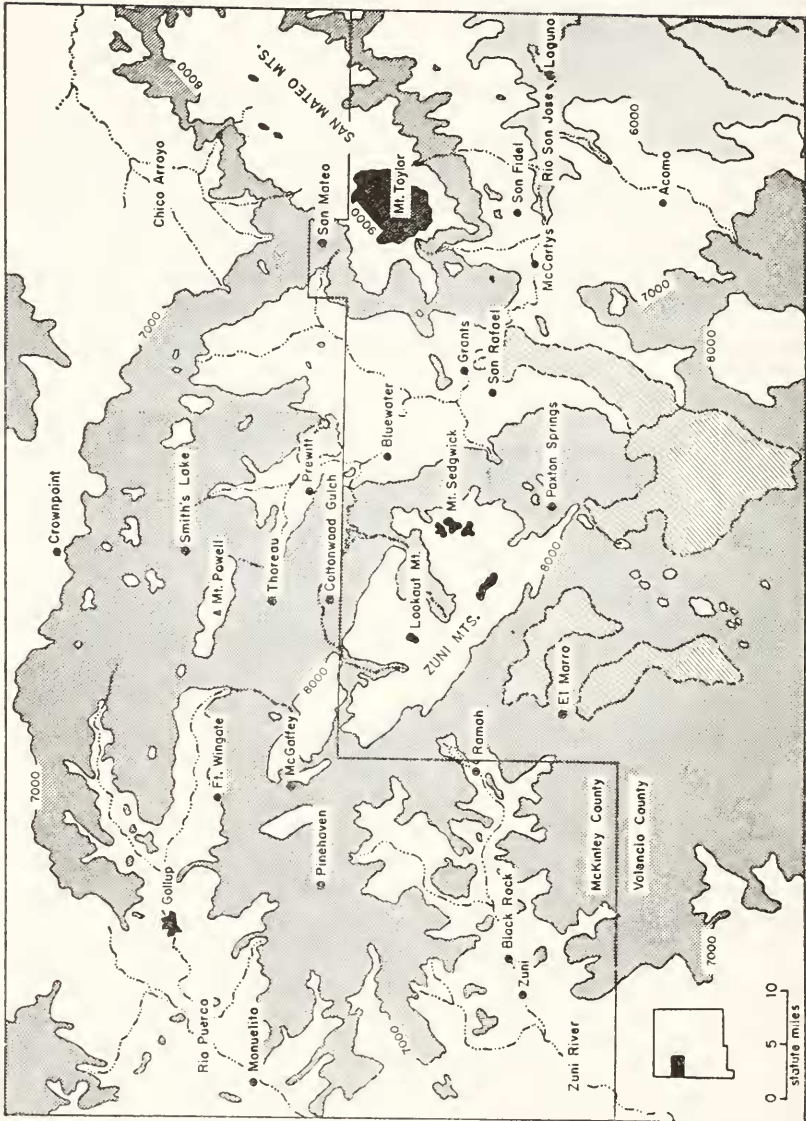 Crownpoint
7000
7000
Chico Arroyo
8000
SAN MATEO MTS.
Gallup
Smith's Lake
Mt. Powell
Rio Puerco
Ft. Wingate
Thoreau
Prewitt
San Mateo
Manuelito
McGaffey
Cottonwood Gulch
9000
Mt. Taylor
Pinehaven
8000
Bluewater
7000
Lookout Mt.
Mt. Sedgwick
Grants
San Rafael
San Fidel
McCartys
Rio San Jose
Laguna
ZUNI MTS.
Ramah
Black Rock
Zuni
Paxton Springs
8000
El Morro
Zuni River
McKinley County
Valencia County
7000
6000
Acoma
7000
8000
0 5 10
statute miles